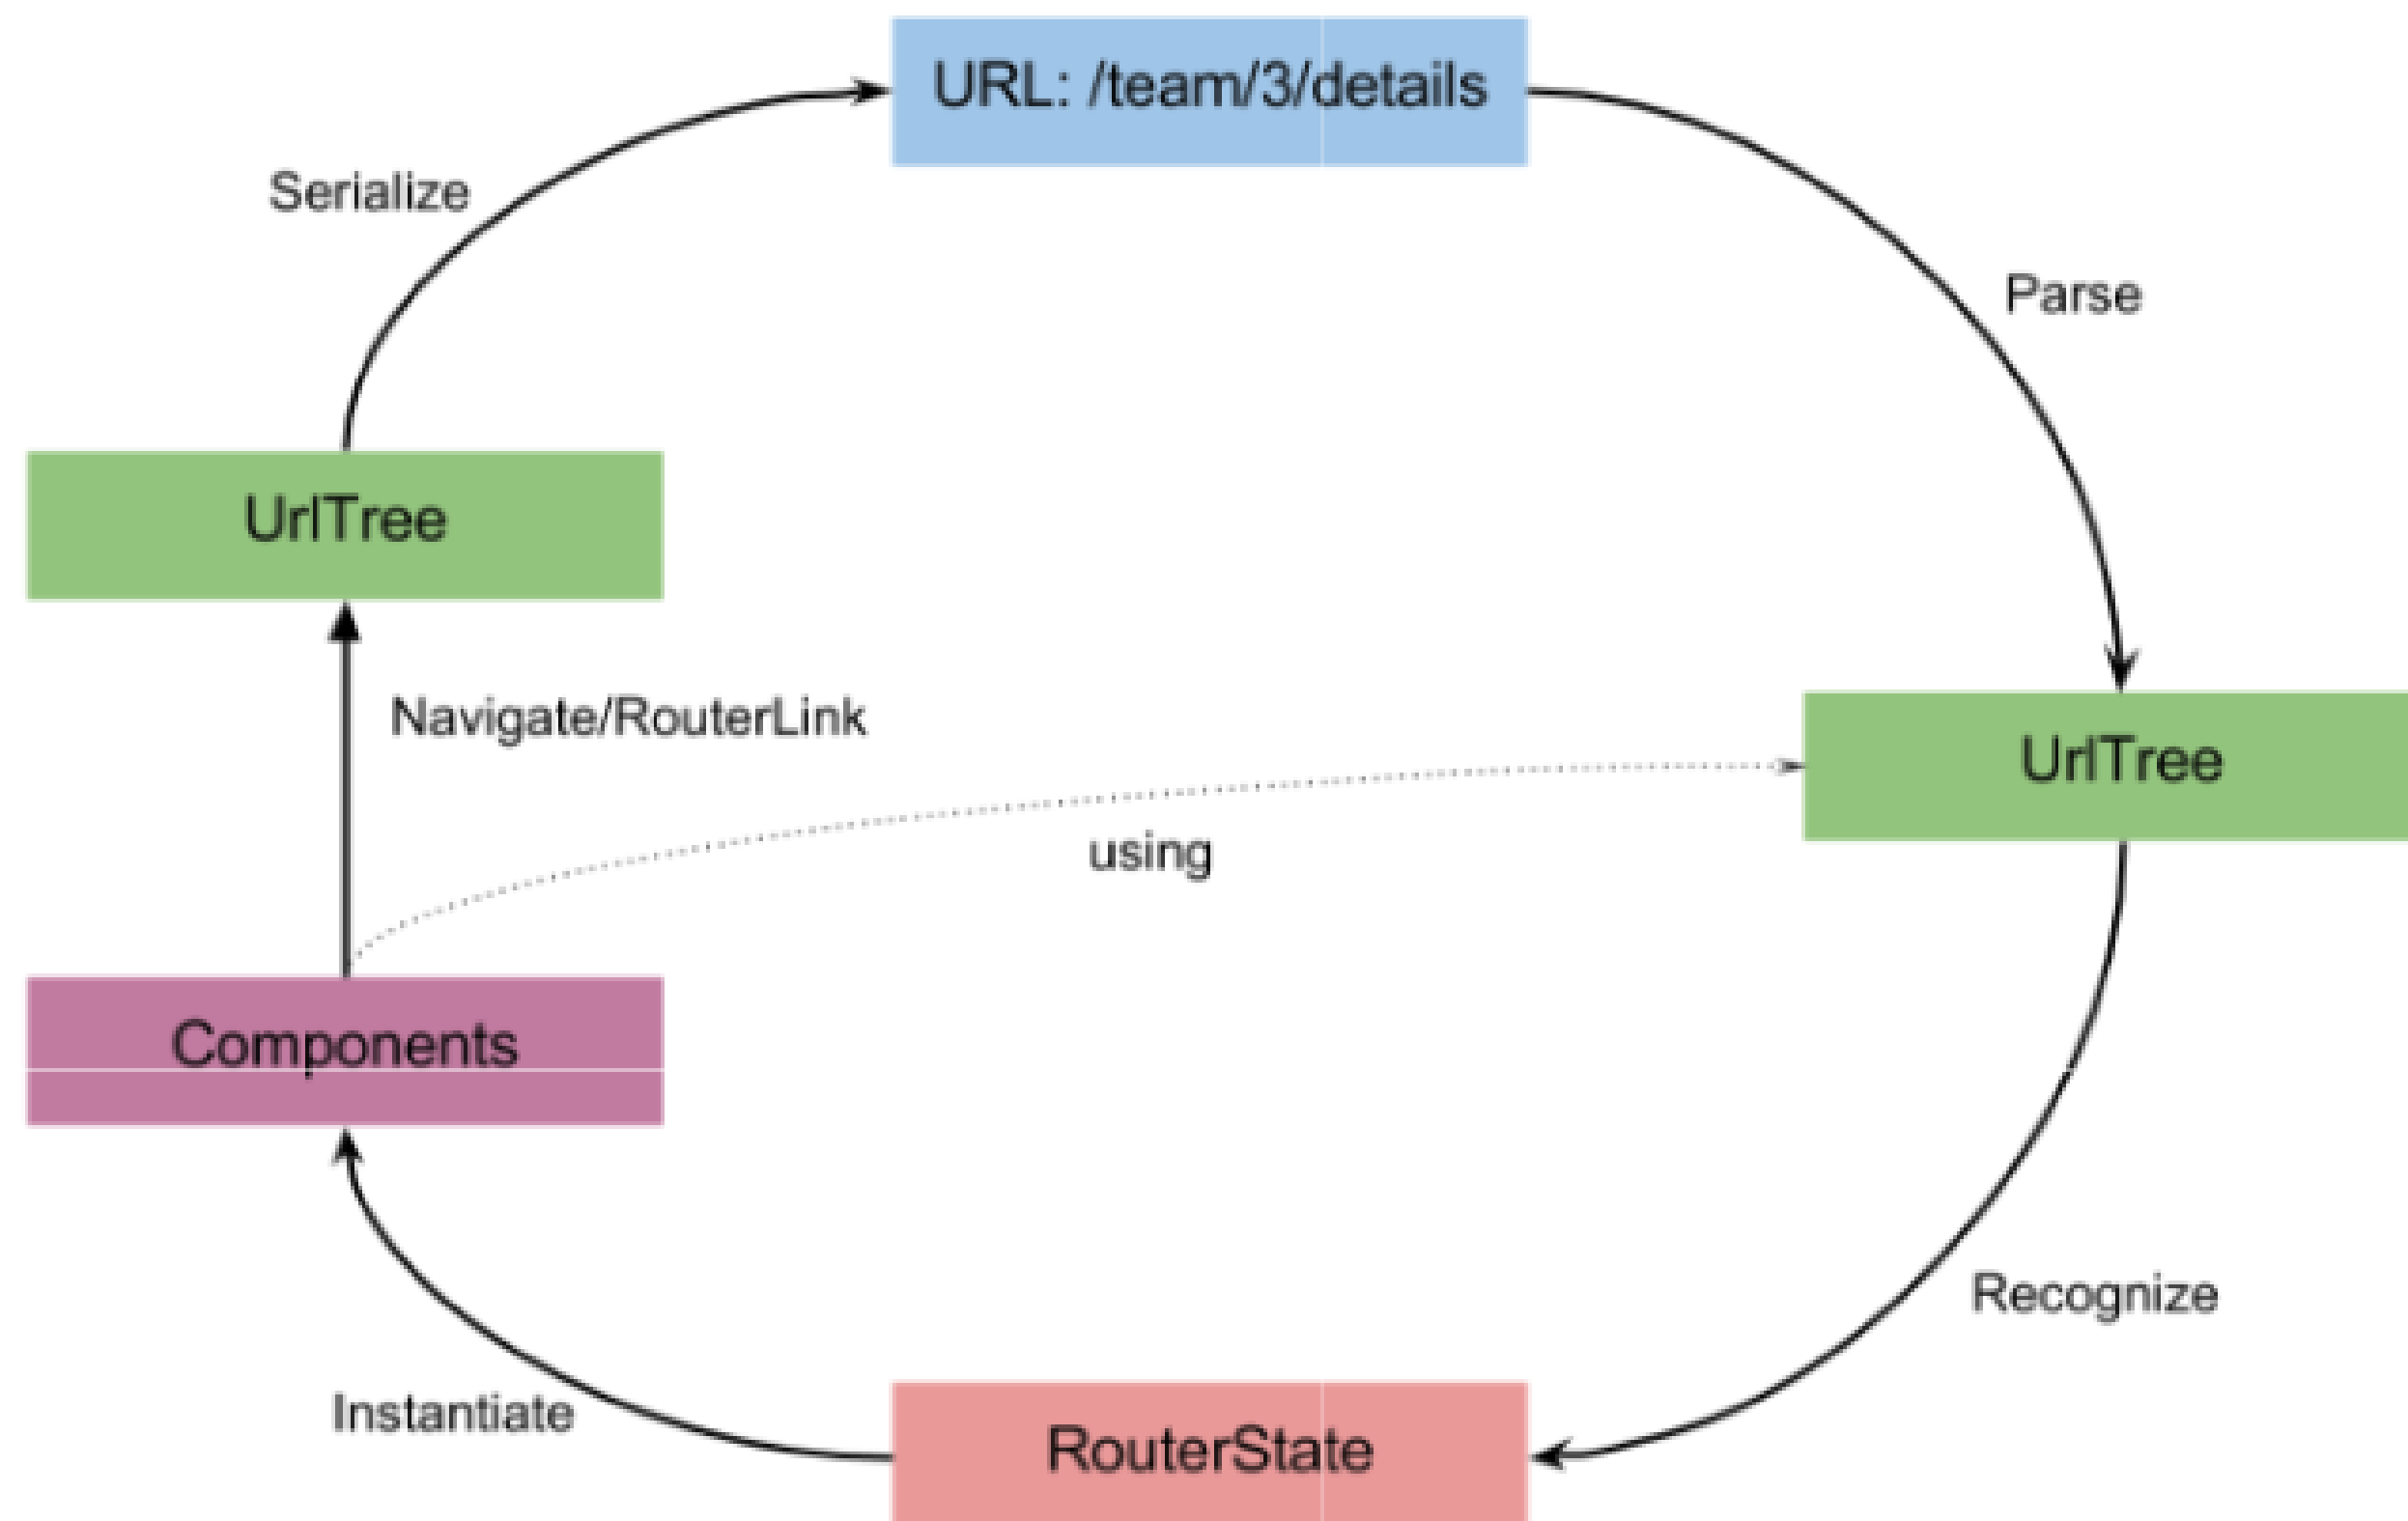 URL: /team/3/details
Serialize
Parse
UrlTree
Navigate/RouterLink
UrlTree
using
Components
Recognize
Instantiate
RouterState